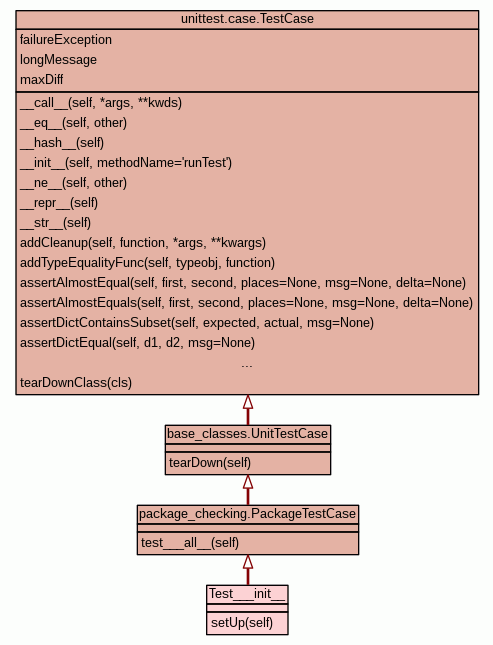 unittest.case.TestCase
failureException
longMessage
maxDiff
__call__(self, *args, **kwds)
__eq__(self, other)
__hash__(self)
__init__(self, methodName='runTest')
__ne__(self, other)
__repr__(self)
__str__(self)
addCleanup(self, function, *args, **kwargs)
addTypeEqualityFunc(self, typeobj, function)
assertAlmostEqual(self, first, second, places=None, msg=None, delta=None)
assertAlmostEquals(self, first, second, places=None, msg=None, delta=None)
assertDictContainsSubset(self, expected, actual, msg=None)
assertDictEqual(self, d1, d2, msg=None)
...
tearDownClass(cls)
base_classes.UnitTestCase
tearDown(self)
package_checking.PackageTestCase
test___all__(self)
Test___init__
setUp(self)